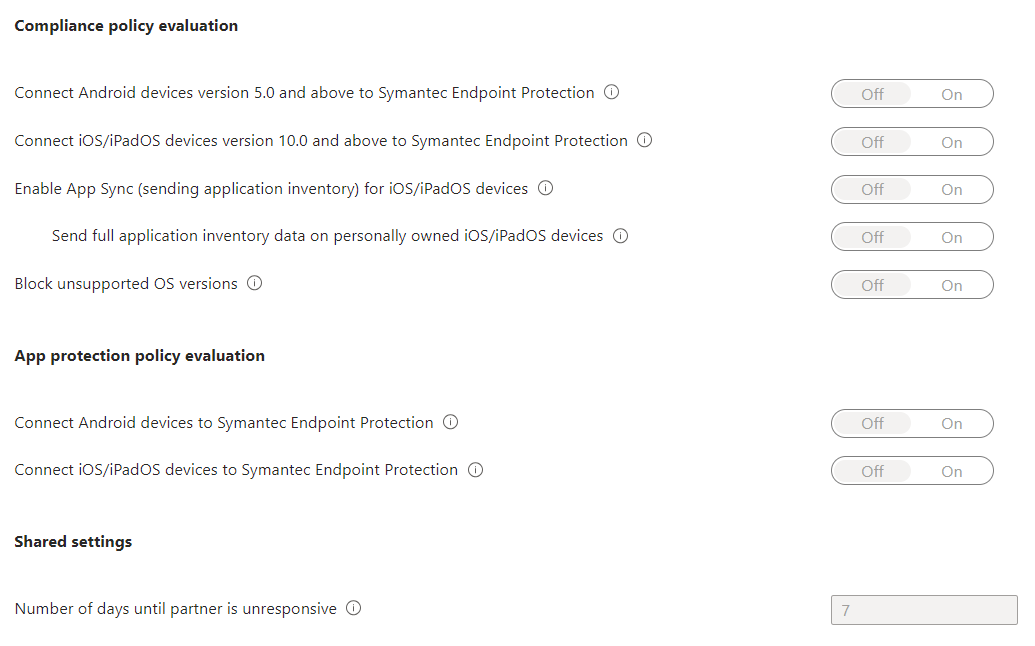 Compliance policy evaluation
Connect Android devices version 5.0 and above to Symantec Endpoint Protection Off On
Connect iOS/iPadOS devices version 10.0 and above to Symantec Endpoint Protection Off On
Enable App Sync (sending application inventory) for iOS/iPadOS devices Off On
Send full application inventory data on personally owned iOS/iPadOS devices Off On
Block unsupported OS versions Off On
App protection policy evaluation
Connect Android devices to Symantec Endpoint Protection Off On
Connect iOS/iPadOS devices to Symantec Endpoint Protection Off On
Shared settings
Number of days until partner is unresponsive 7